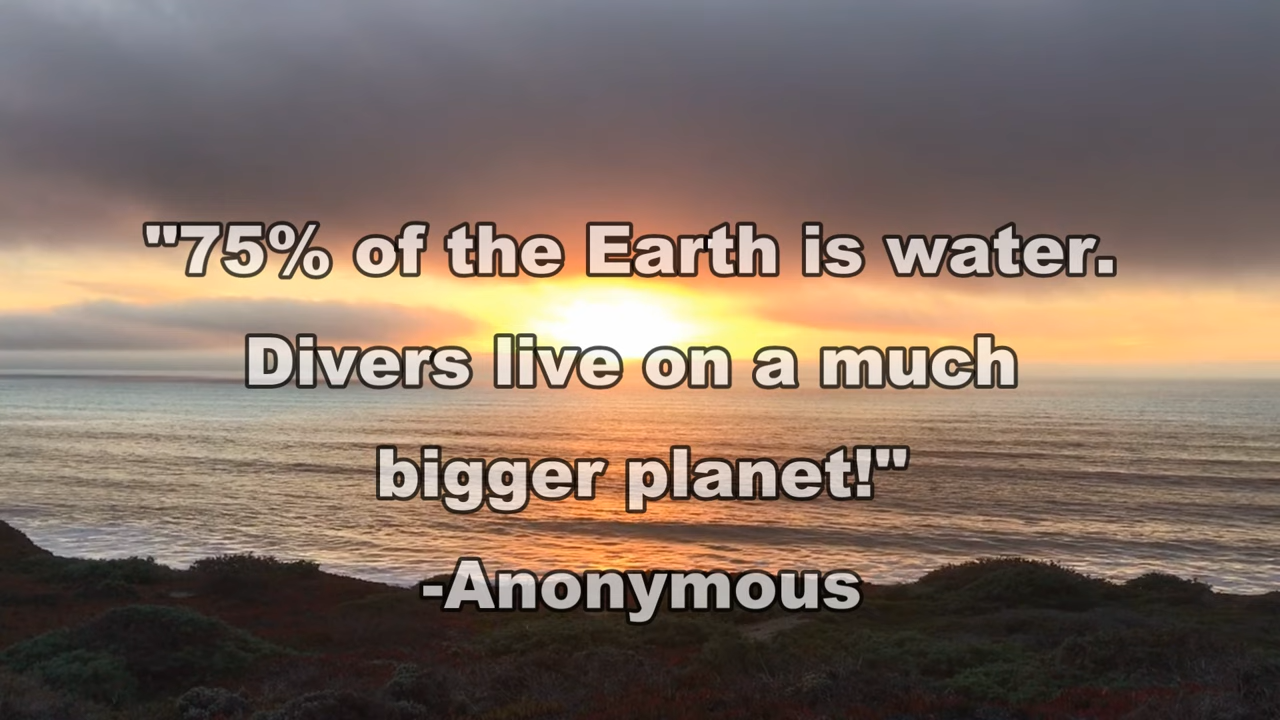 "75% of the Earth is water.
Divers live on a much
bigger planet!"
-Anonymous